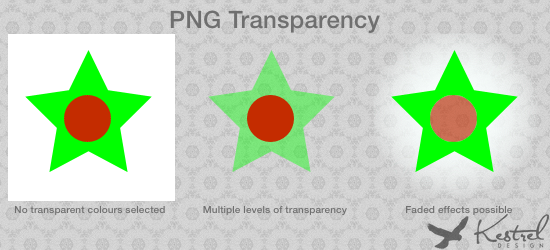 PNG Transparency
No transparent colours selected
Multiple levels of transparency
Faded effects possible
Kestrel
DESIGN